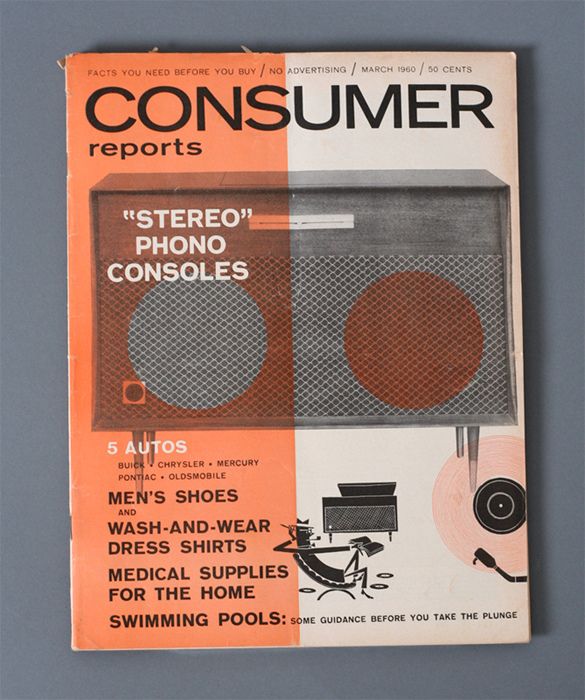 FACTS YOU NEED BEFORE YOU BUY / NO ADVERTISING / MARCH 1960 / 50 CENTS
CONSUMER
reports
"STEREO"
PHONO
CONSOLES
5 AUTOS
BUICK • CHRYSLER • MERCURY
PONTIAC • OLDSMOBILE
MEN'S SHOES
AND
WASH-AND-WEAR
DRESS SHIRTS
MEDICAL SUPPLIES
FOR THE HOME
SWIMMING POOLS: SOME GUIDANCE BEFORE YOU TAKE THE PLUNGE